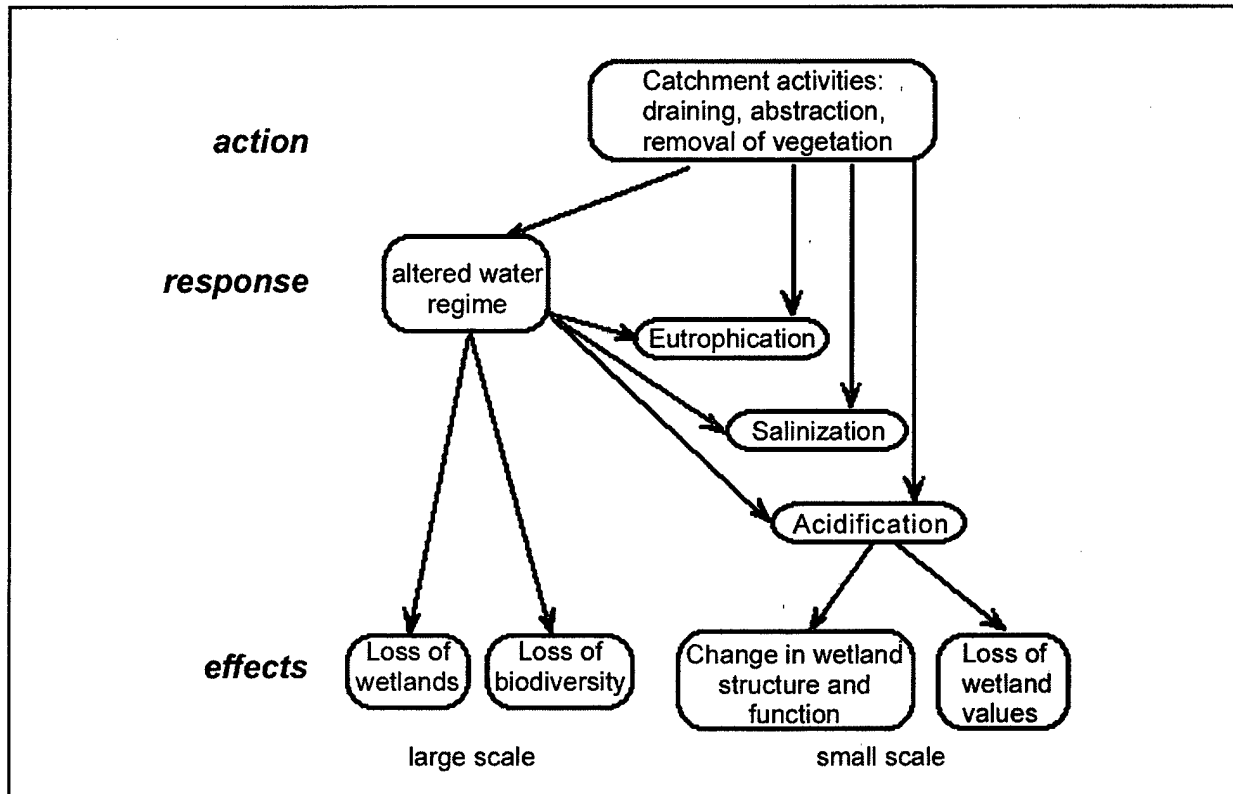 Catchment activities:
draining, abstraction,
removal of vegetation
action
response
altered water
regime
Eutrophication
Salinization
Acidification
effects
Loss of
wetlands
Loss of
biodiversity
Change in wetland
structure and
function
Loss of
wetland
values
large scale
small scale